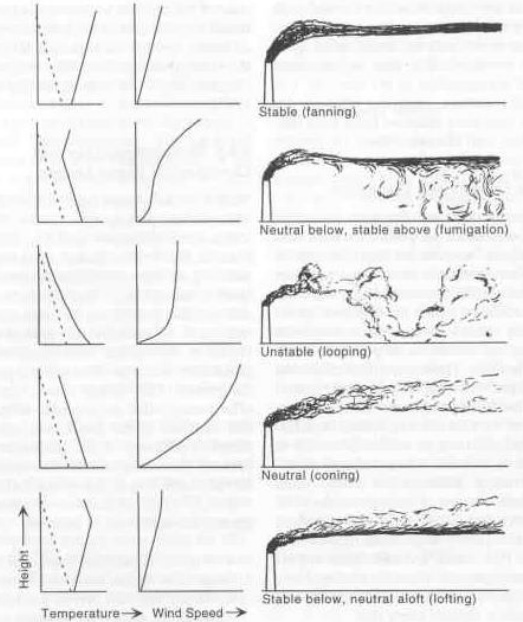 Stable (fanning)
Neutral below, stable above (fumigation)
Unstable (looping)
Neutral (coning)
Height
Temperature Wind Speed
Stable below, neutral aloft (lofting)